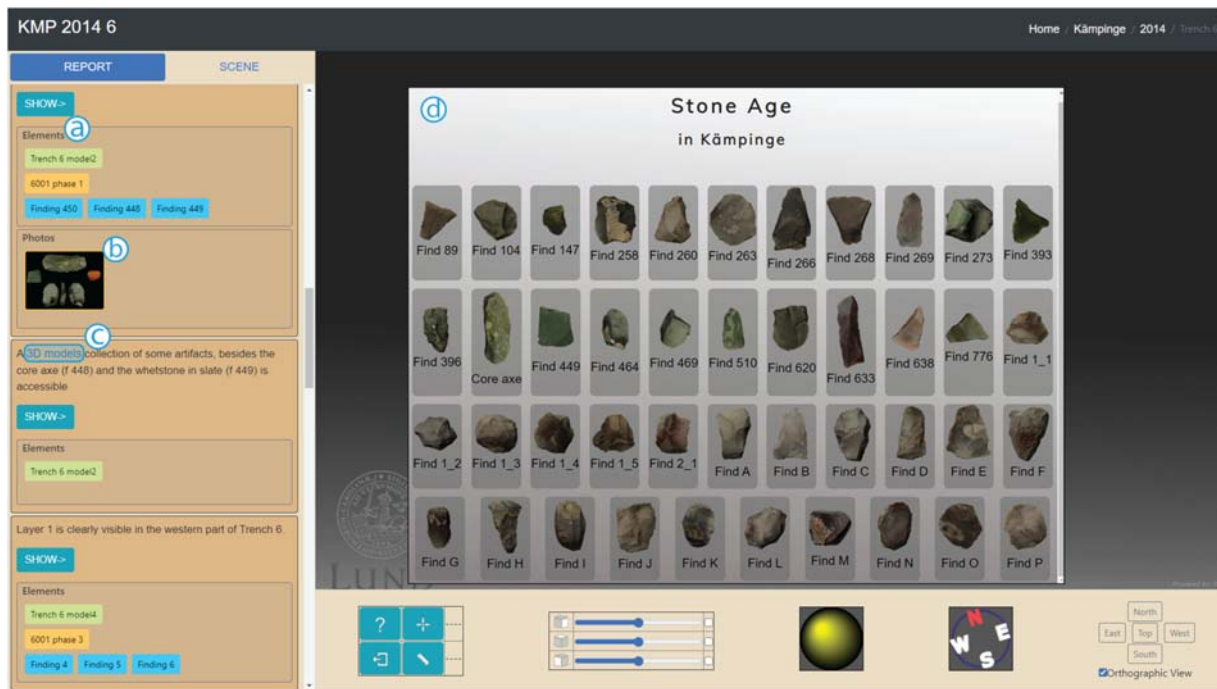 KMP 2014 6
Home / Kämpinge / 2014 / Trench 6
REPORT
SCENE
SHOW->
a
Elements
Trench 6 model2
6001 phase 1
Finding 450 Finding 448 Finding 449
Photos
b
c
A 3D models collection of some artifacts, besides the
core axe (f 448) and the whetstone in slate (f 449) is
accessible
SHOW->
Elements
Trench 6 model2
Layer 1 is clearly visible in the western part of Trench 6.
SHOW->
Elements
Trench 6 model4
6001 phase 3
Finding 4 Finding 5 Finding 6
d
Stone Age
in Kämpinge
Find 89 Find 104 Find 147 Find 258 Find 260 Find 263 Find 266 Find 268 Find 269 Find 273 Find 393
Find 396 Core axe Find 449 Find 464 Find 469 Find 510 Find 620 Find 633 Find 638 Find 776 Find 1_1
Find 1_2 Find 1_3 Find 1_4 Find 1_5 Find 2_1 Find A Find B Find C Find D Find E Find F
Find G Find H Find I Find J Find K Find L Find M Find N Find O Find P
LUND
?
N
W E
S
North
East Top West
South
Orthographic View